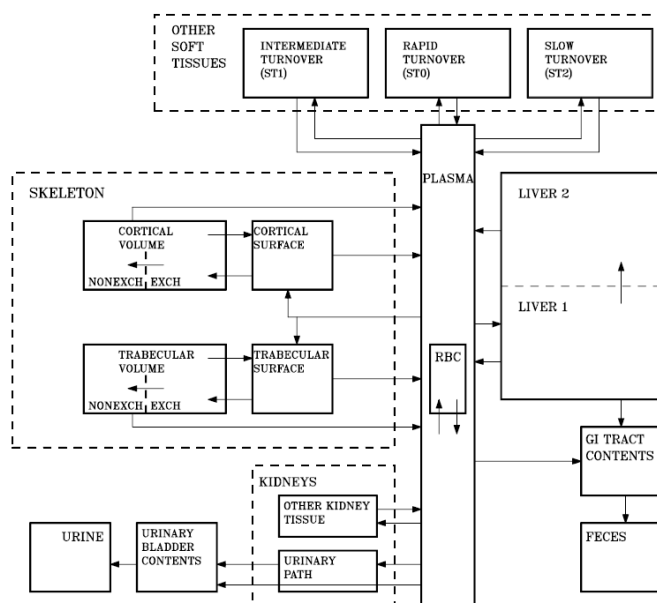 OTHER
SOFT
TISSUES
INTERMEDIATE
TURNOVER
(ST1)
RAPID
TURNOVER
(ST0)
SLOW
TURNOVER
(ST2)
PLASMA
SKELETON
CORTICAL
VOLUME
NONEXCH EXCH
CORTICAL
SURFACE
TRABECULAR
VOLUME
NONEXCH EXCH
TRABECULAR
SURFACE
RBC
LIVER 2
LIVER 1
GI TRACT
CONTENTS
FECES
KIDNEYS
OTHER KIDNEY
TISSUE
URINARY
PATH
URINARY
BLADDER
CONTENTS
URINE